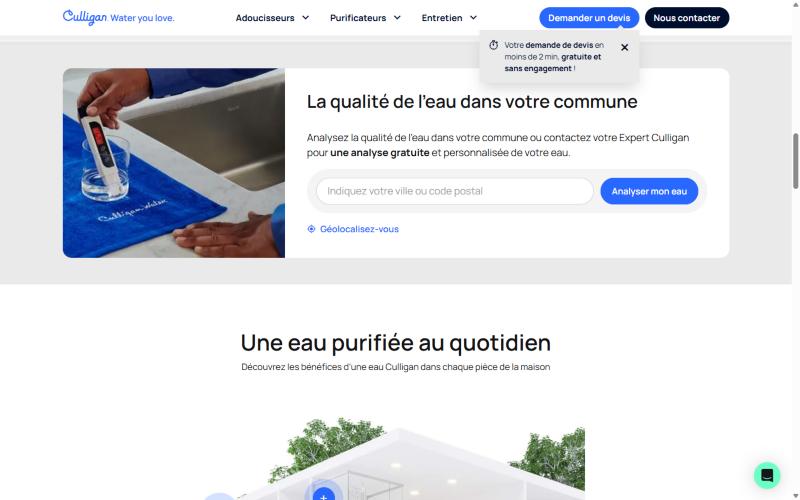 Culligan. Water you love.
Adoucisseurs
Purificateurs
Entretien
Demander un devis
Nous contacter
Votre demande de devis en
moins de 2 min, gratuite et
sans engagement !
La qualité de l'eau dans votre commune
Analysez la qualité de l'eau dans votre commune ou contactez votre Expert Culligan
pour une analyse gratuite et personnalisée de votre eau.
Indiquez votre ville ou code postal
Analyser mon eau
Géolocalisez-vous
Culligan Water
Une eau purifiée au quotidien
Découvrez les bénéfices d'une eau Culligan dans chaque pièce de la maison